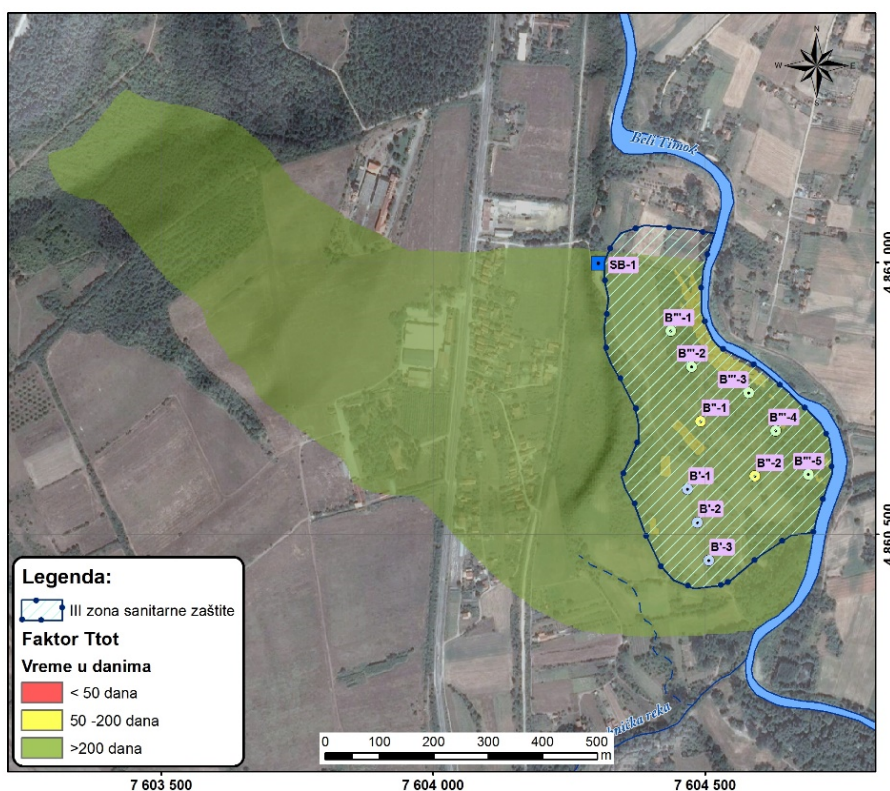 N
W E
S
Beli Timok
4 861 000
SB-1
B'''-1
B'''-2
B'''-3
B''-1
B'''-4
B''-2
B'''-5
B'-1
B'-2
4 860 500
B'-3
Legenda:
III zona sanitarne zaštite
Faktor Ttot
Vreme u danima
< 50 dana
50 -200 dana
>200 dana
reka
0 100 200 300 400 500
m
7 603 500 7 604 000 7 604 500